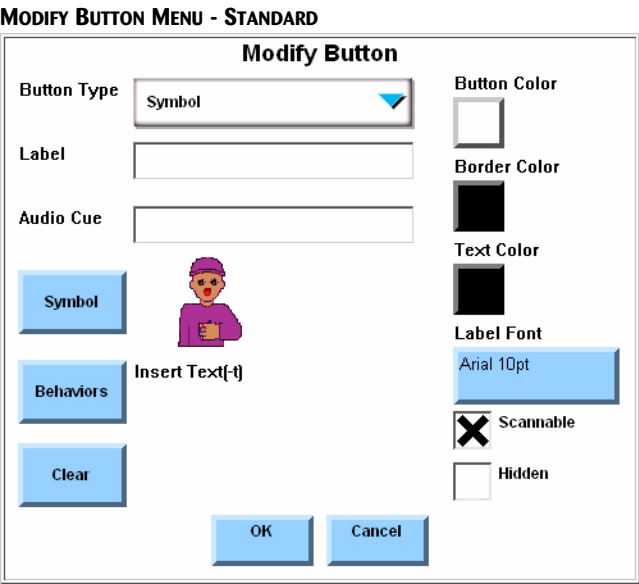 MODIFY BUTTON MENU - STANDARD
Modify Button
Button Type
Symbol
Label
Audio Cue
Symbol
Behaviors
Insert Text(-t)
Clear
Button Color
Border Color
Text Color
Label Font
Arial 10pt
Scannable
Hidden
OK
Cancel